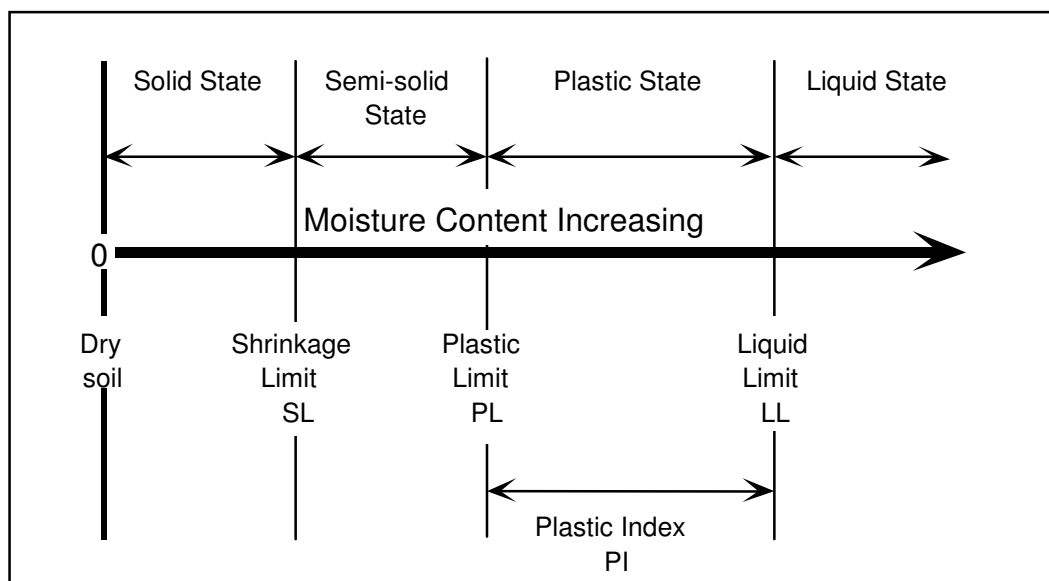 Solid State
Semi-solid
State
Plastic State
Liquid State
Moisture Content Increasing
0
Dry
soil
Shrinkage
Limit
SL
Plastic
Limit
PL
Liquid
Limit
LL
Plastic Index
PI